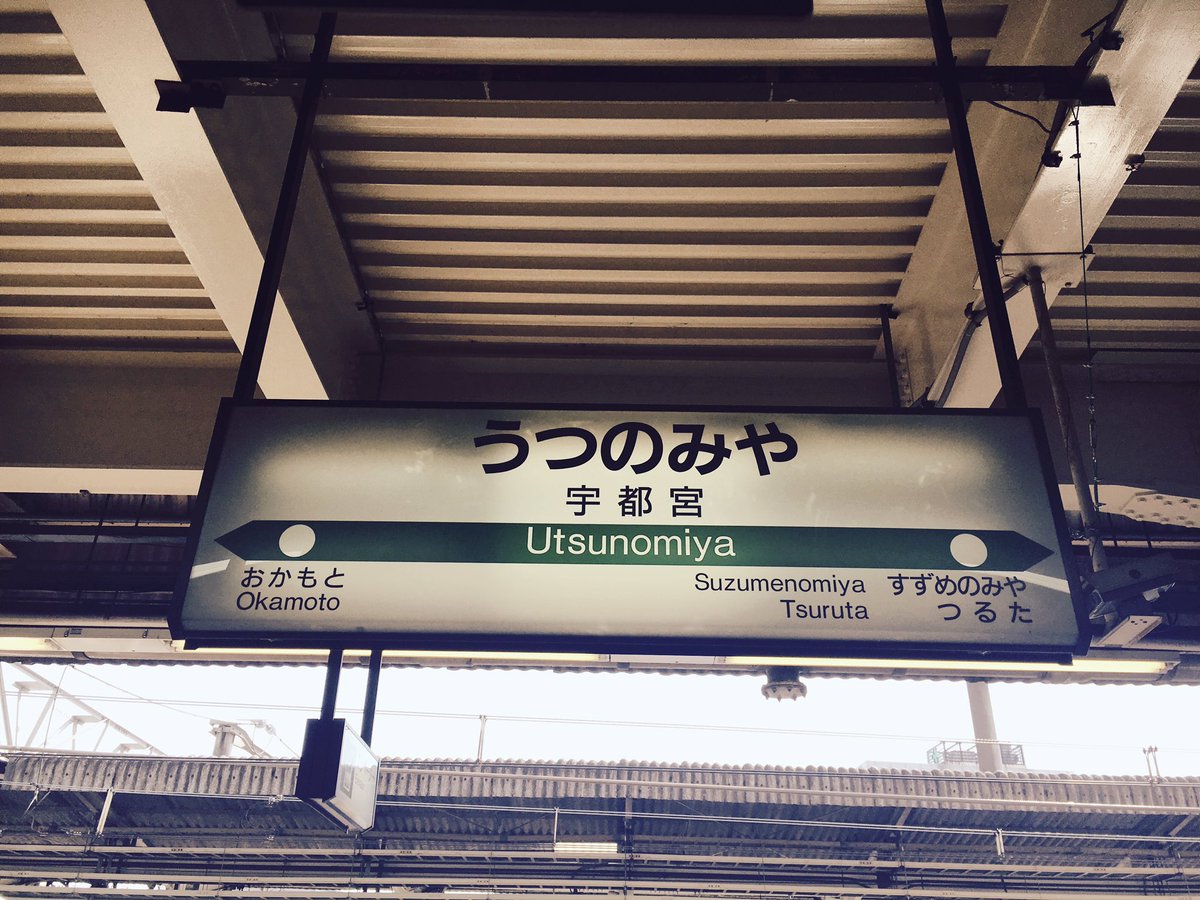 うつのみや
宇都宮
Utsunomiya
おかもと
Okamoto
Suzumenomiya すずめのみや
Tsuruta つるた